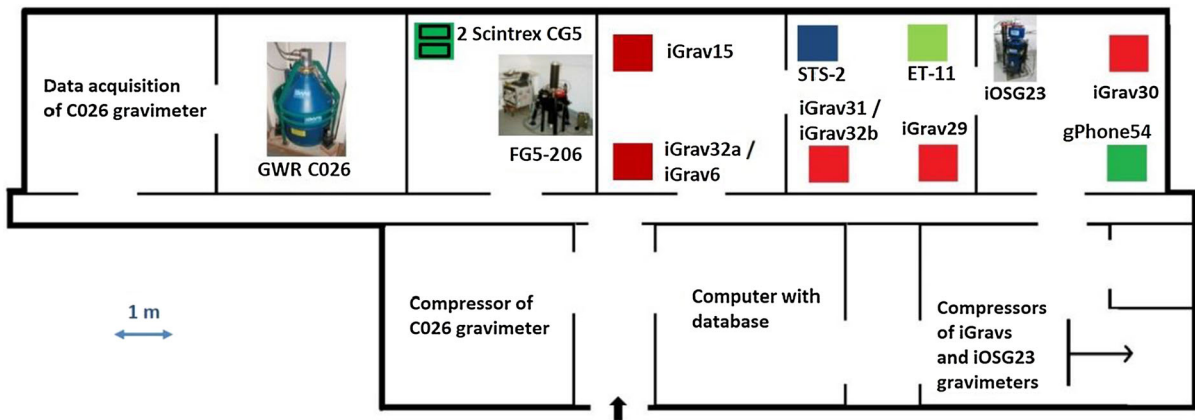 Data acquisition
of C026 gravimeter
GWR C026
2 Scintrex CG5
FG5-206
iGrav15
iGrav32a /
iGrav6
STS-2
ET-11
iGrav31 /
iGrav32b
iGrav29
iOSG23
iGrav30
gPhone54
1 m
Compressor of
C026 gravimeter
Computer with
database
Compressors
of iGravs
and iOSG23
gravimeters